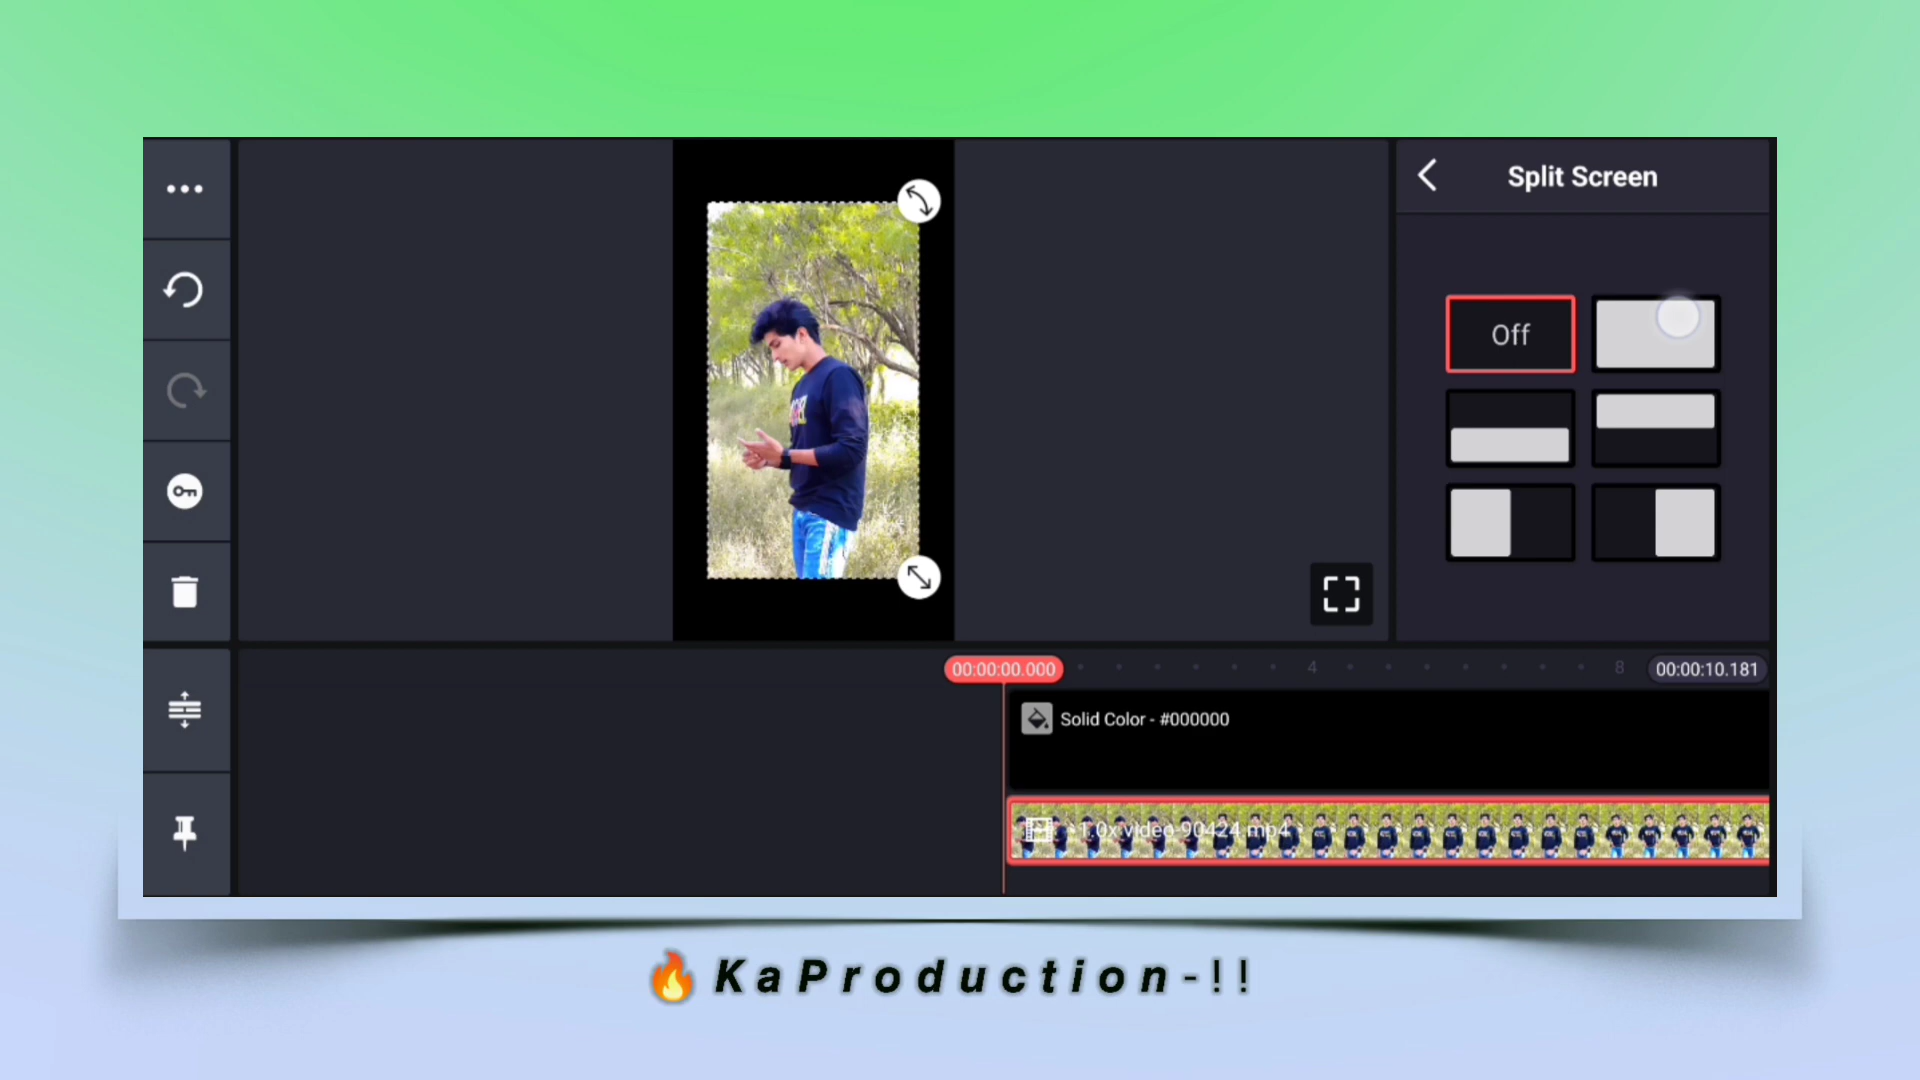 Split Screen
Off
00:00:00.000
4
8
00:00:10.181
Solid Color - #000000
1.0x video-90424.mp4
🔥 KaProduction-!!